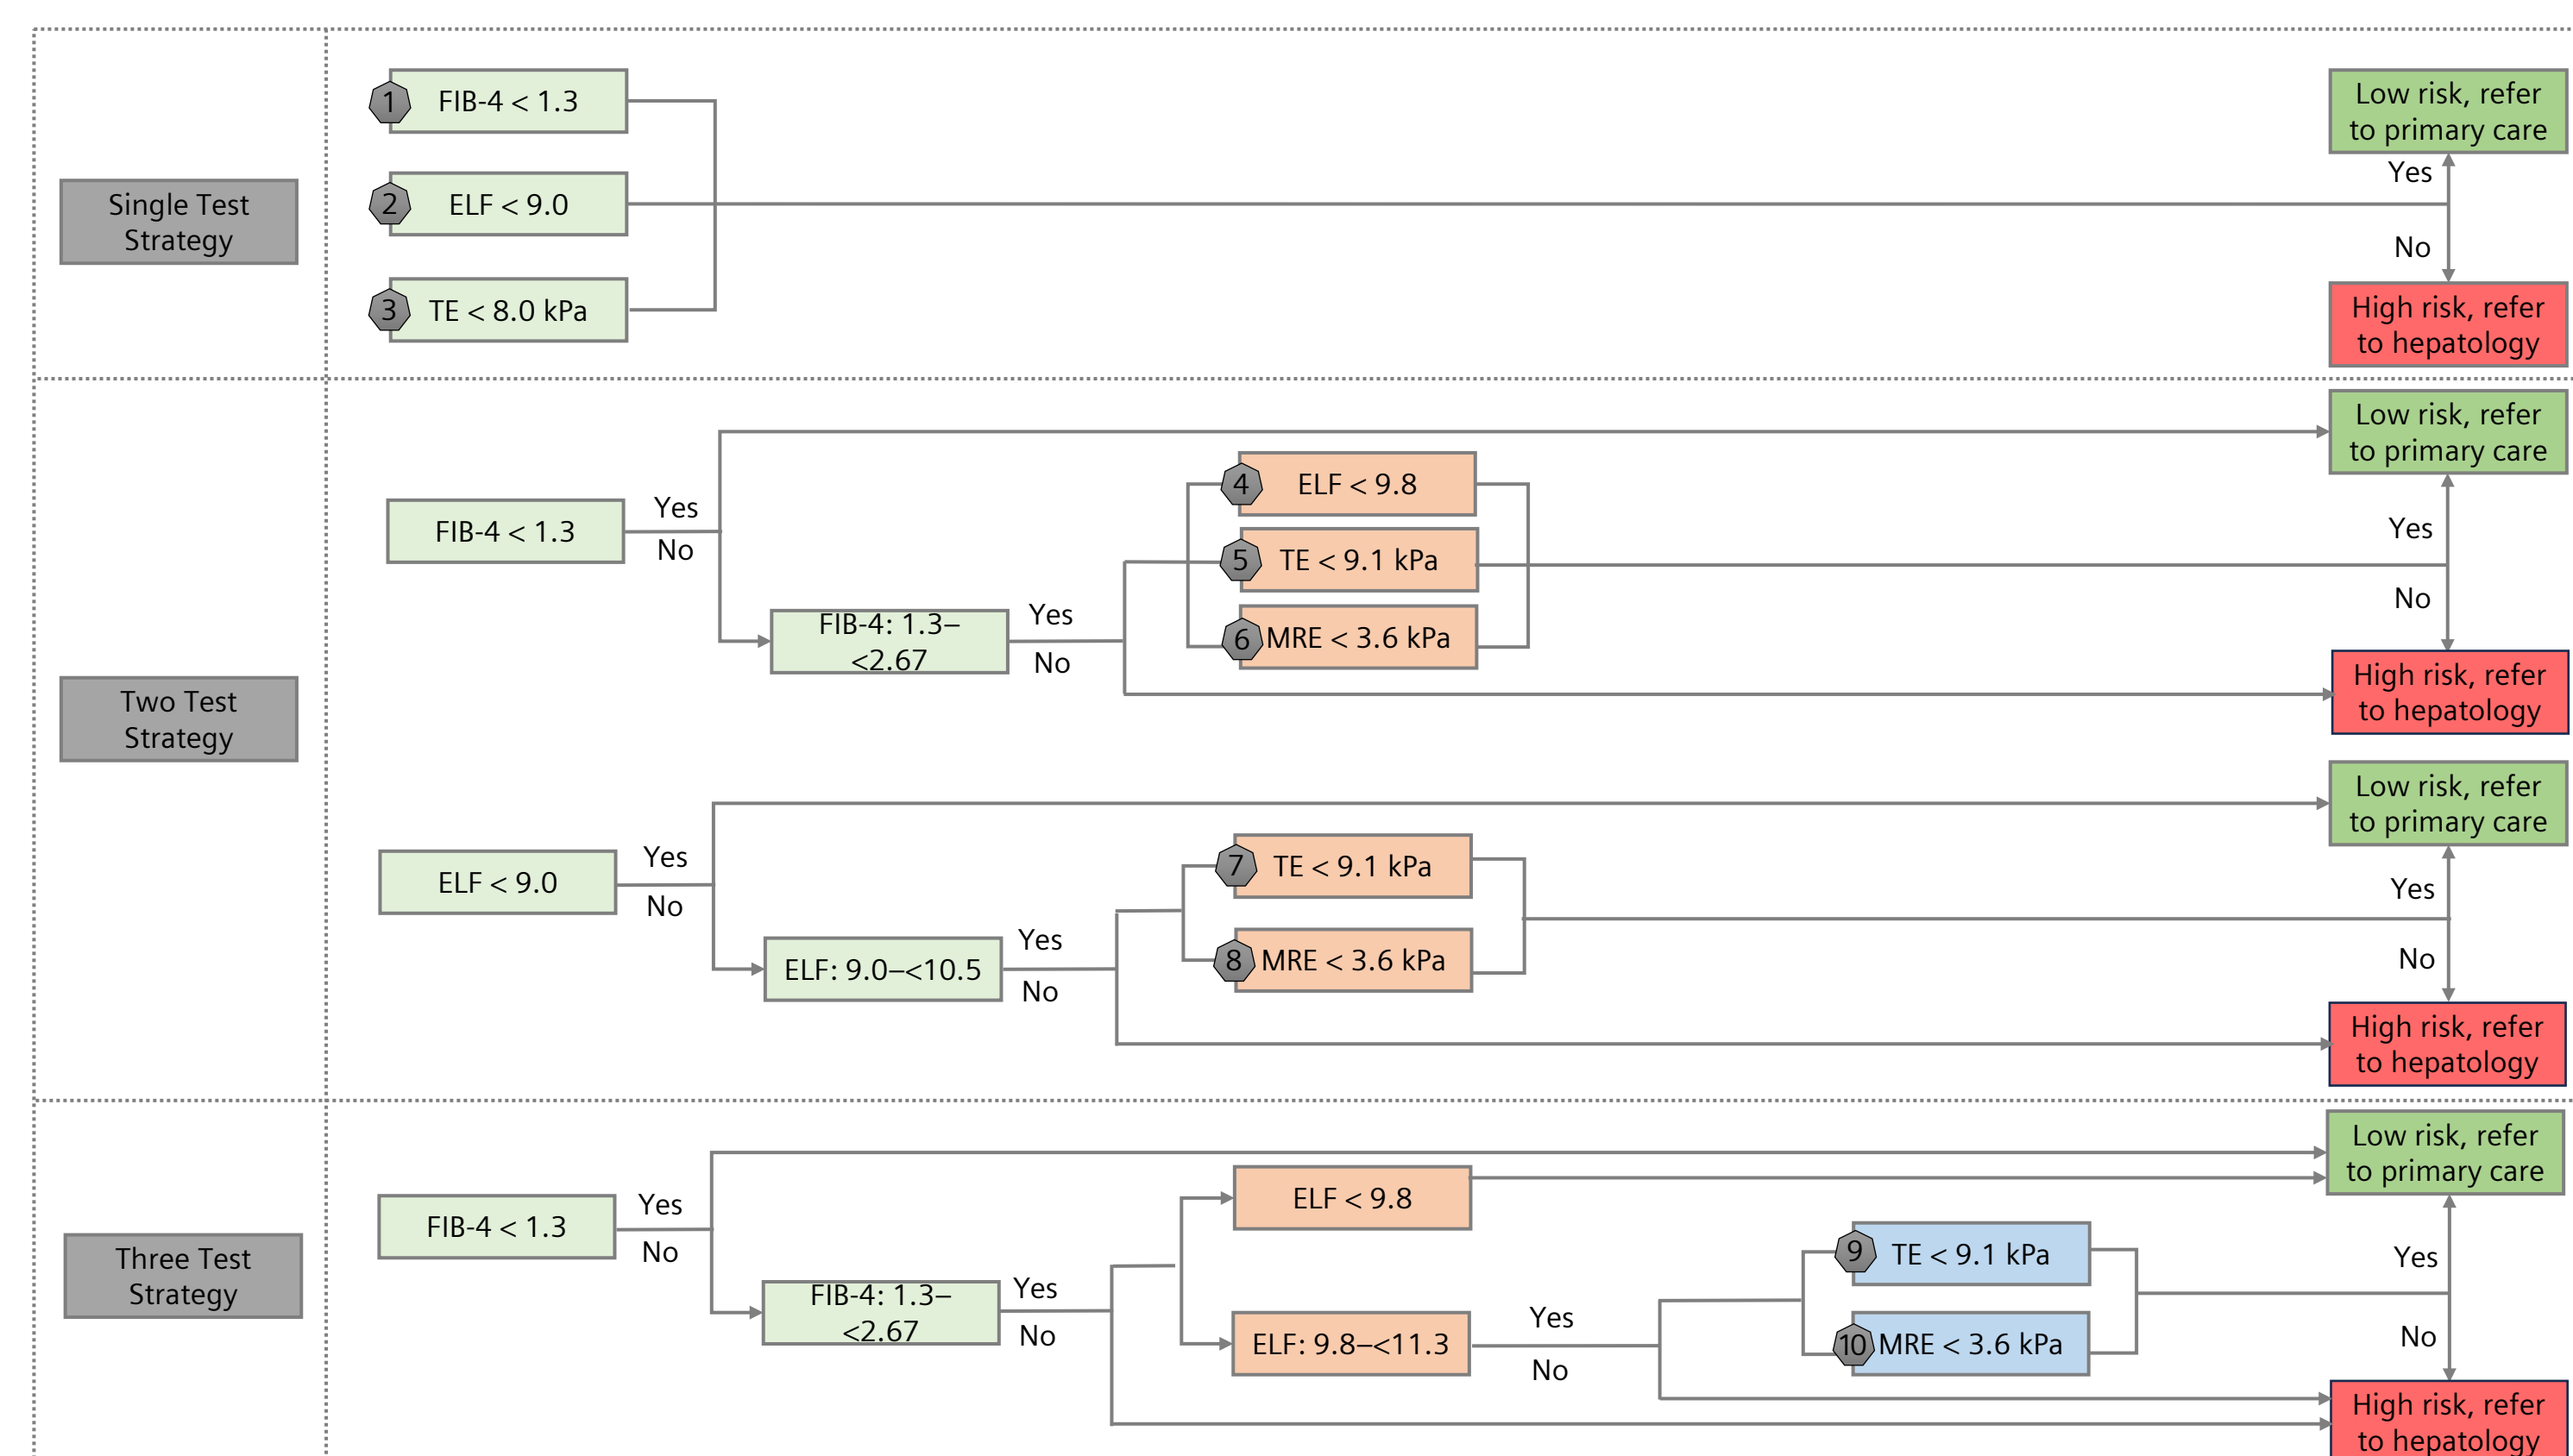 Single Test
Strategy
1
FIB-4 < 1.3
2
ELF < 9.0
3
TE < 8.0 kPa
Low risk, refer
to primary care
Yes
No
High risk, refer
to hepatology
Two Test
Strategy
FIB-4 < 1.3
Yes
No
FIB-4: 1.3–
<2.67
Yes
No
4
ELF < 9.8
5
TE < 9.1 kPa
6
MRE < 3.6 kPa
Low risk, refer
to primary care
Yes
No
High risk, refer
to hepatology
ELF < 9.0
Yes
No
ELF: 9.0–<10.5
Yes
No
7
TE < 9.1 kPa
8
MRE < 3.6 kPa
Low risk, refer
to primary care
Yes
No
High risk, refer
to hepatology
Three Test
Strategy
FIB-4 < 1.3
Yes
No
FIB-4: 1.3–
<2.67
Yes
No
ELF < 9.8
ELF: 9.8–<11.3
Yes
No
9
TE < 9.1 kPa
10
MRE < 3.6 kPa
Low risk, refer
to primary care
Yes
No
High risk, refer
to hepatology